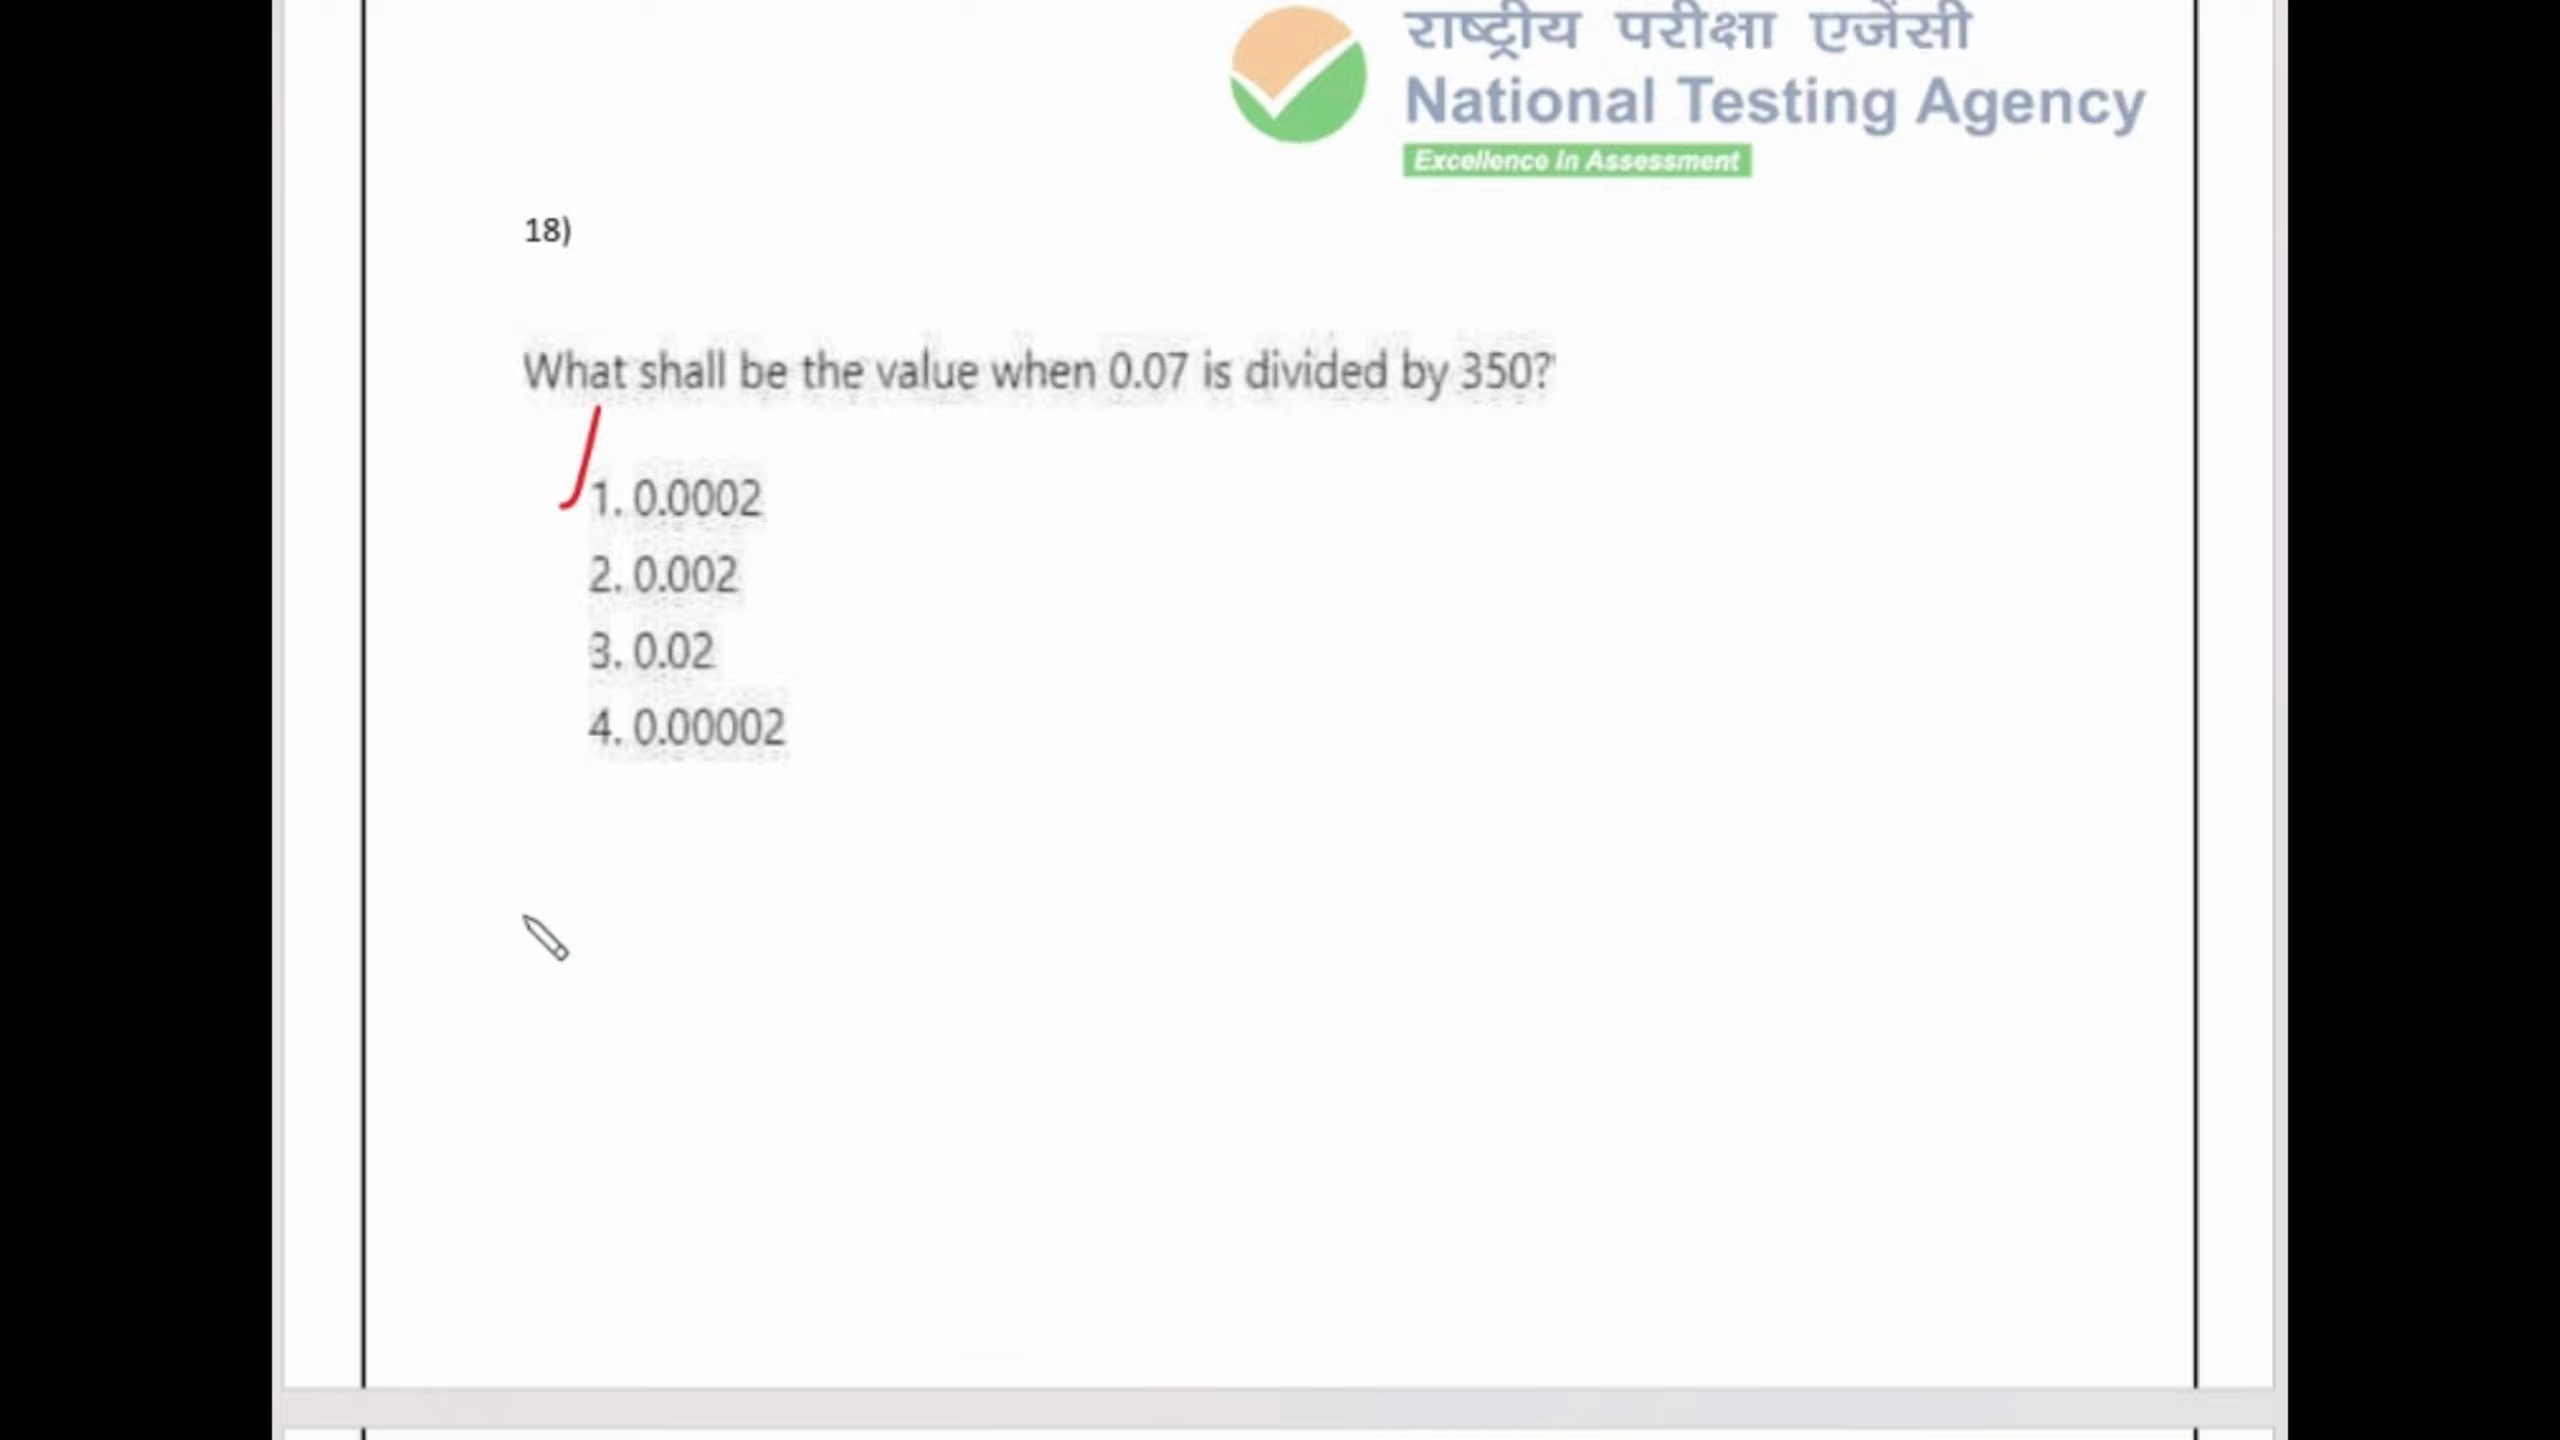 राष्ट्रीय परीक्षा एजेंसी
National Testing Agency
Excellence in Assessment
18)
What shall be the value when 0.07 is divided by 350?'
1. 0.0002
2. 0.002
3. 0.02
4. 0.00002